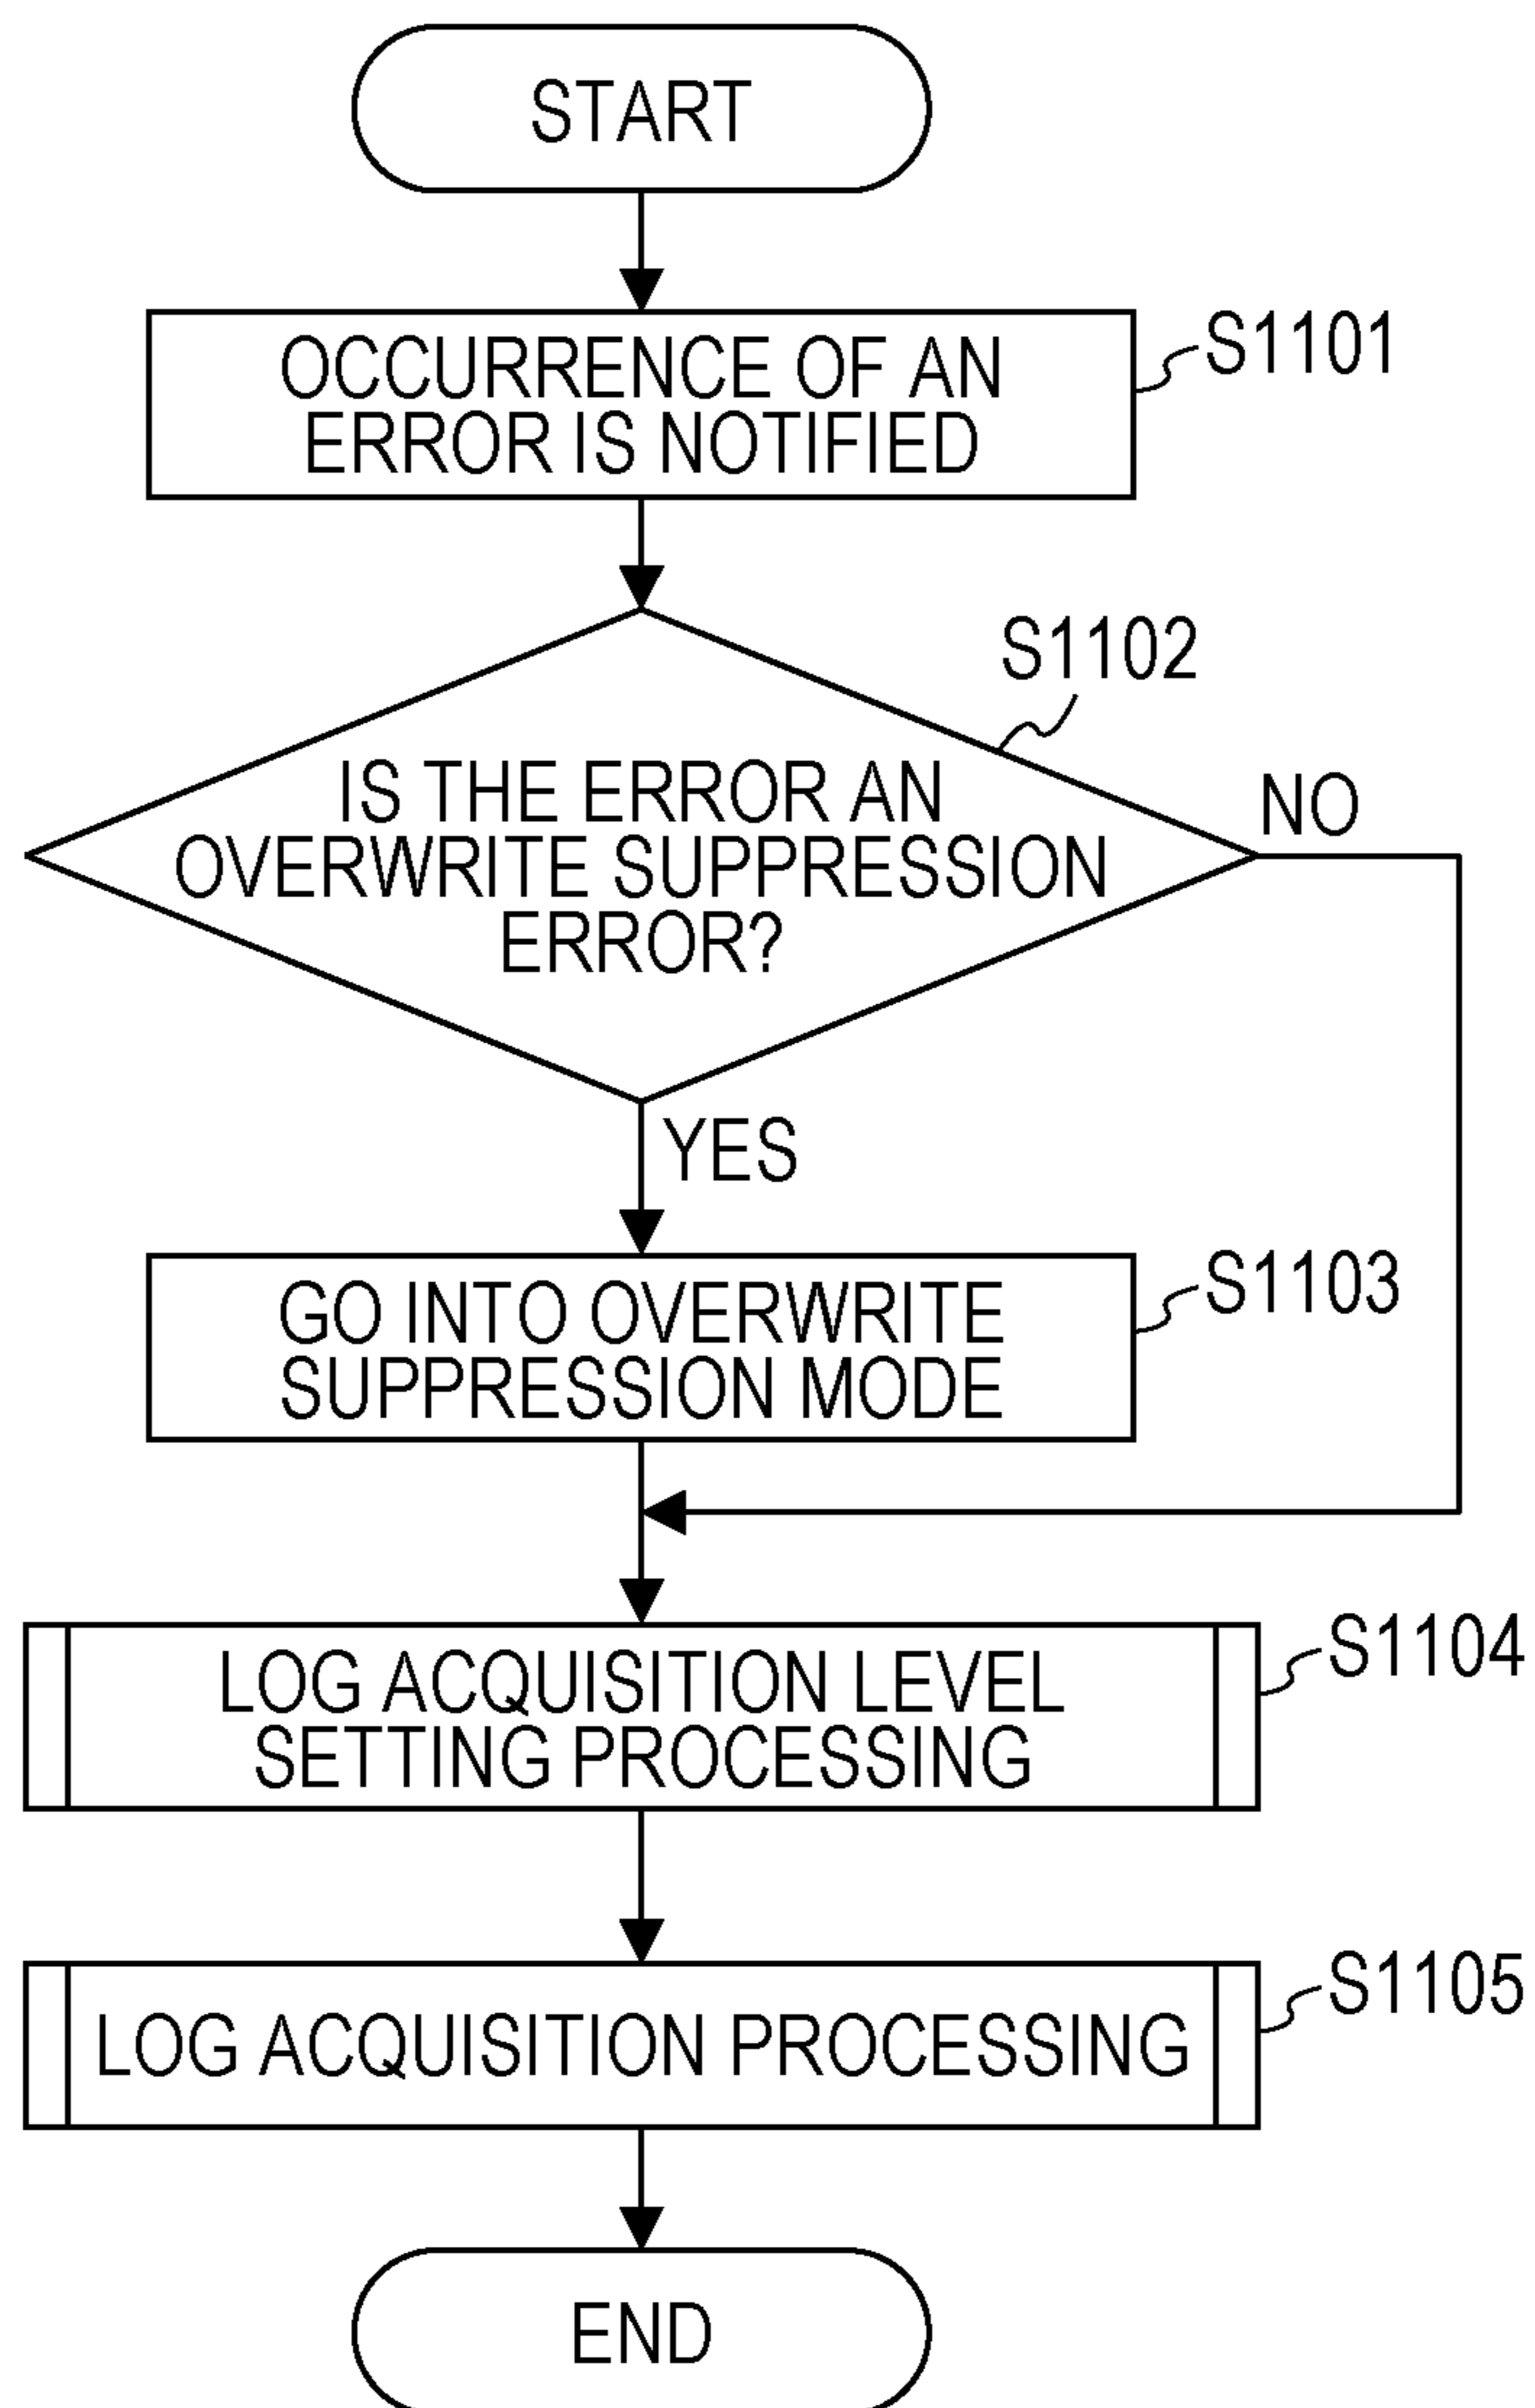 START
OCCURRENCE OF AN
ERROR IS NOTIFIED
S1101
S1102
IS THE ERROR AN
OVERWRITE SUPPRESSION
ERROR?
NO
YES
GO INTO OVERWRITE
SUPPRESSION MODE
S1103
LOG ACQUISITION LEVEL
SETTING PROCESSING
S1104
LOG ACQUISITION PROCESSING
S1105
END